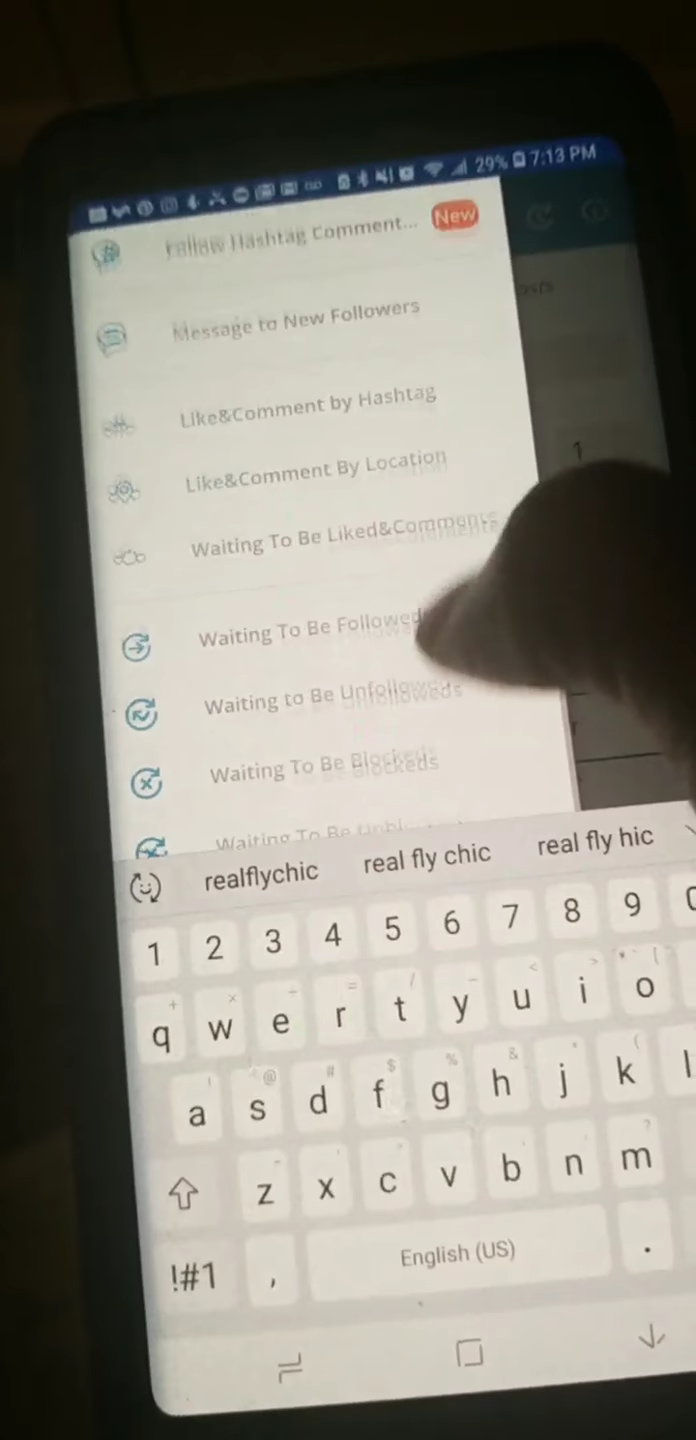 29% 7:13 PM
Follow Hashtag Comment... New
Message to New Followers
Like&Comment by Hashtag
Like&Comment By Location
Waiting To Be Liked&Comments
Waiting To Be Followeds
Waiting to Be Unfolloweds
Waiting To Be Blockeds
Waiting To Be
1
realflychic real fly chic real fly hic
1 2 3 4 5 6 7 8 9 0
q w e r t y u i o
a s d f g h j k l
z x c v b n m
!#1 , English (US) .